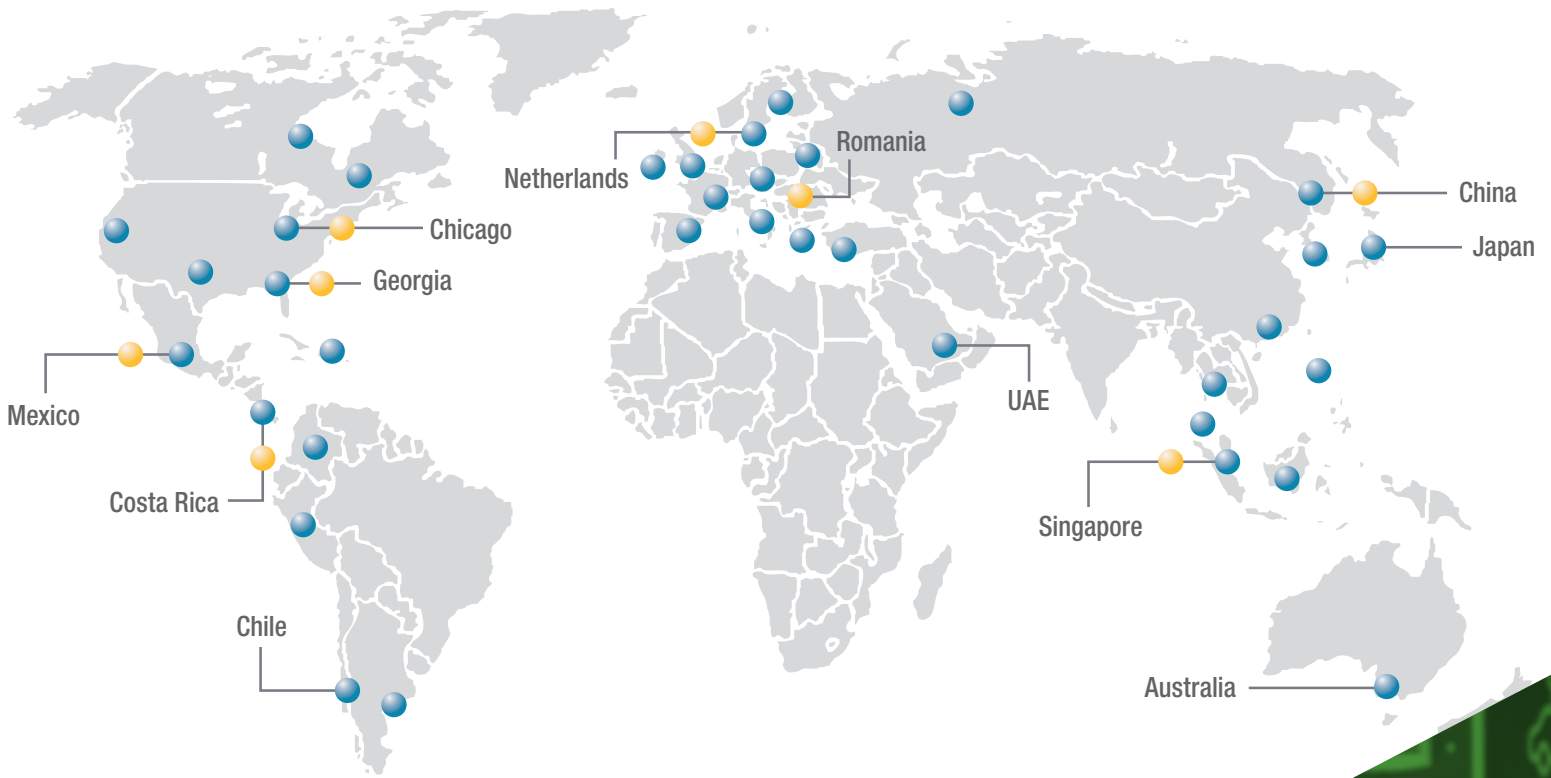 Romania
Netherlands
China
Chicago
Japan
Georgia
UAE
Mexico
Costa Rica
Singapore
Chile
Australia